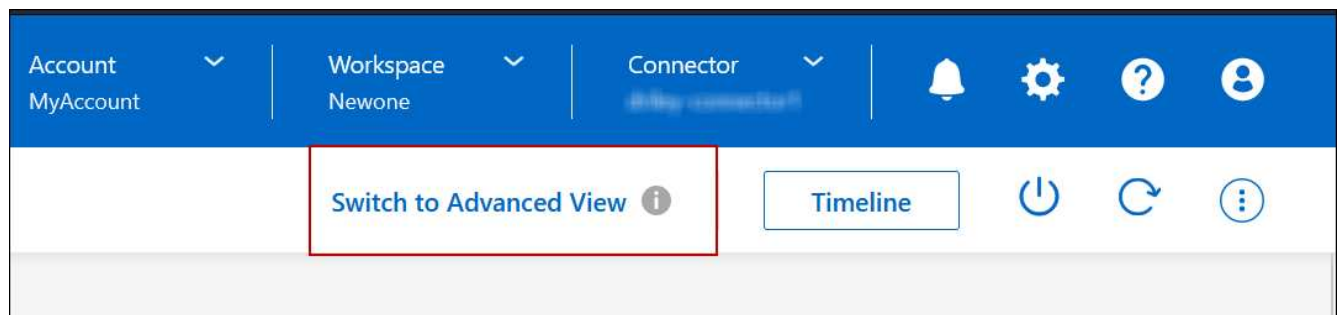 Account
MyAccount
Workspace
Newone
Connector
Switch to Advanced View
Timeline